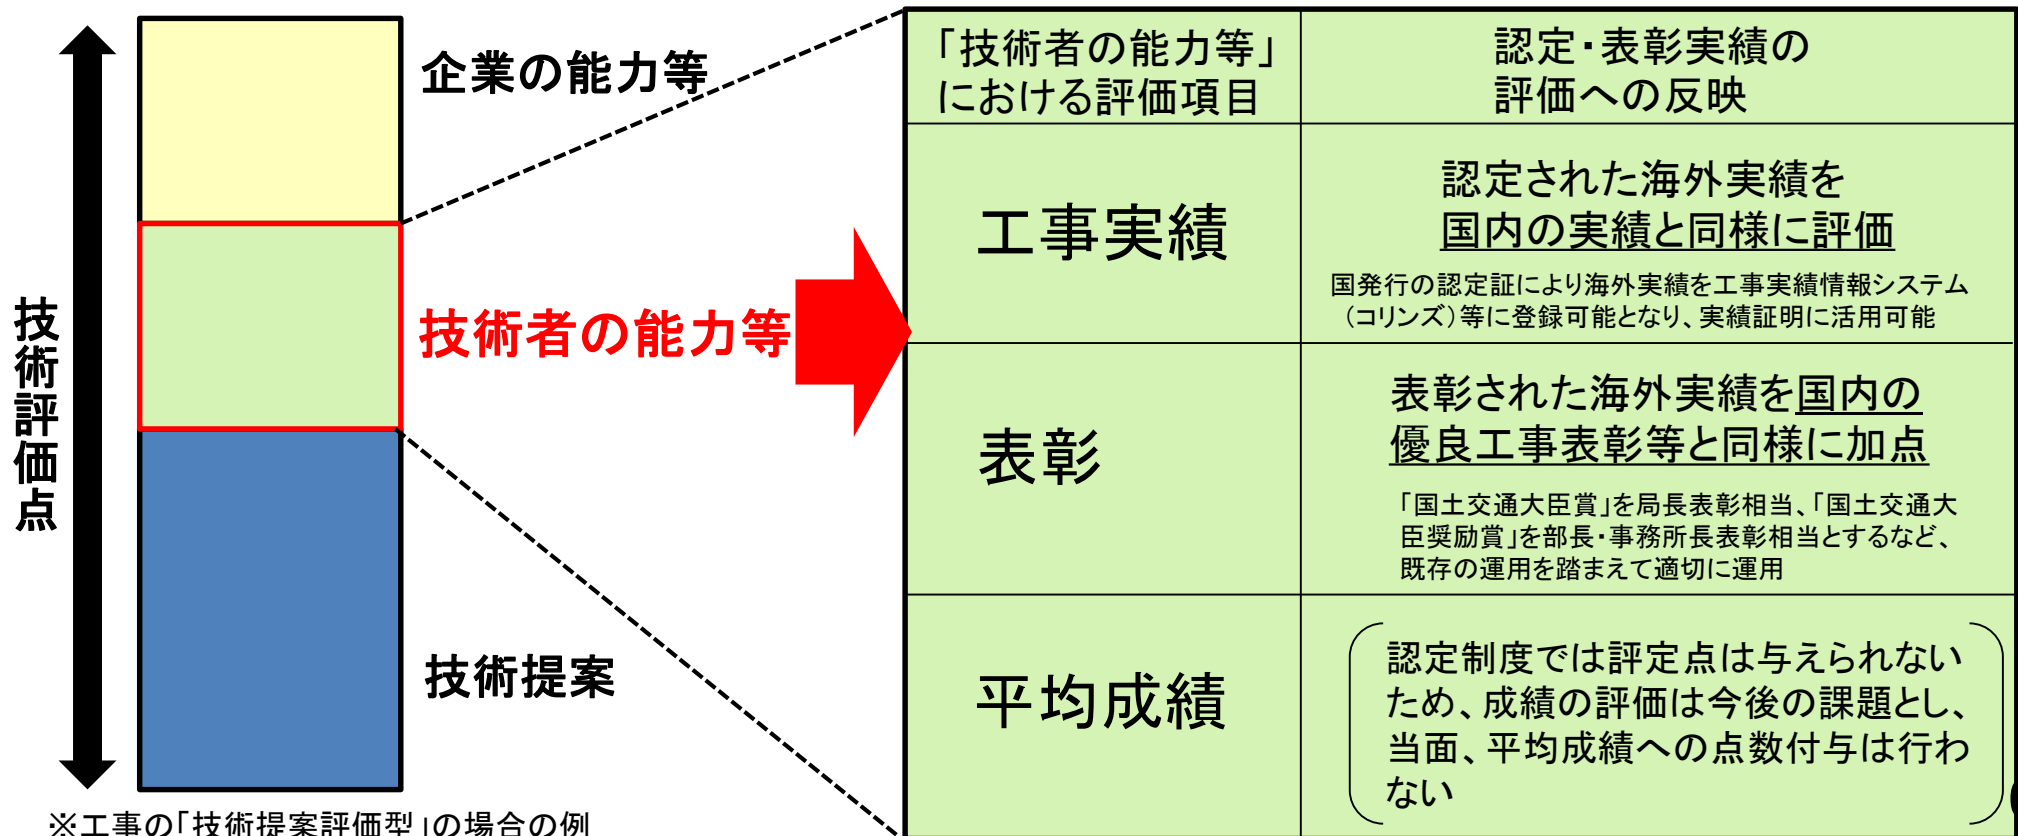 技術評価点
企業の能力等
技術者の能力等
技術提案
※工事の「技術提案評価型」の場合の例
「技術者の能力等」
における評価項目
認定・表彰実績の
評価への反映
工事実績
認定された海外実績を
国内の実績と同様に評価
国発行の認定証により海外実績を工事実績情報システム
（コリンズ）等に登録可能となり、実績証明に活用可能
表彰
表彰された海外実績を国内の
優良工事表彰等と同様に加点
「国土交通大臣賞」を局長表彰相当、「国土交通大
臣奨励賞」を部長・事務所長表彰相当とするなど、
既存の運用を踏まえて適切に運用
平均成績
認定制度では評定点は与えられない
ため、成績の評価は今後の課題とし、
当面、平均成績への点数付与は行わ
ない